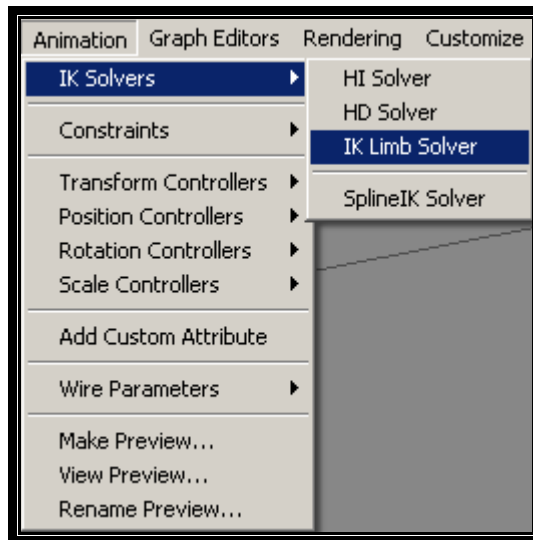 Animation Graph Editors Rendering Customize
IK Solvers
HI Solver
HD Solver
IK Limb Solver
SplineIK Solver
Constraints
Transform Controllers
Position Controllers
Rotation Controllers
Scale Controllers
Add Custom Attribute
Wire Parameters
Make Preview...
View Preview...
Rename Preview...